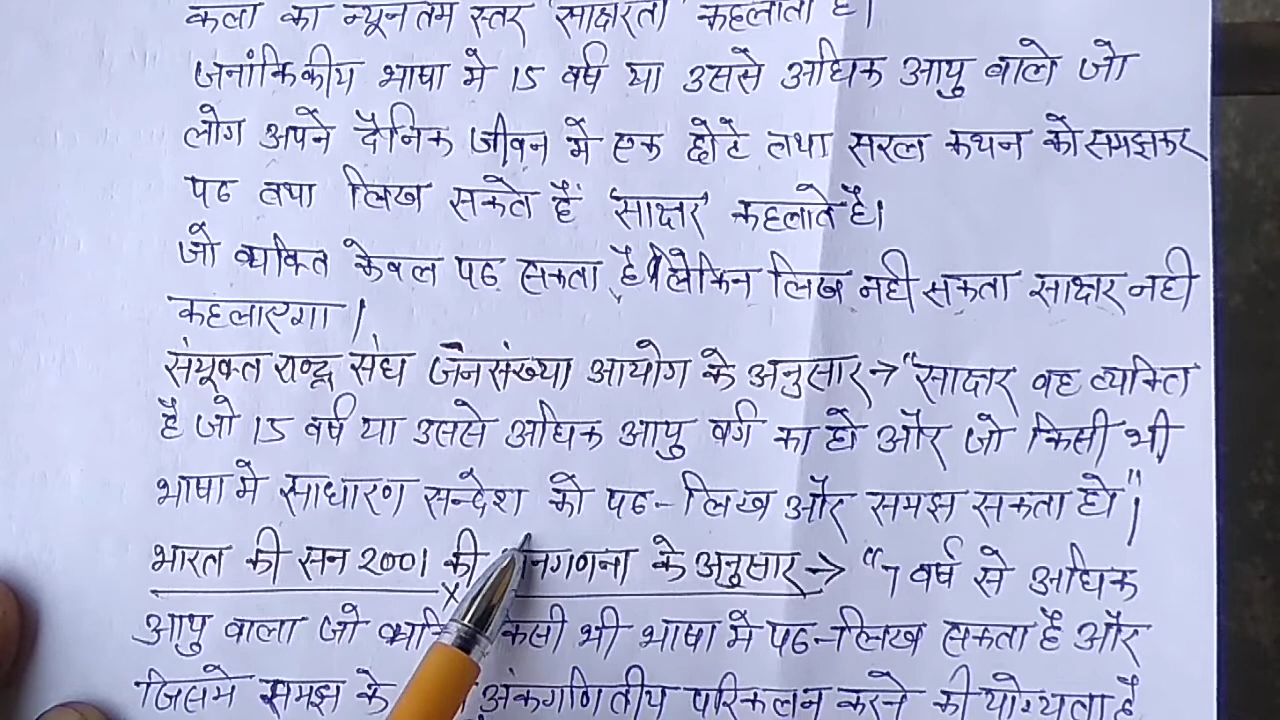 कला का न्यूनतम स्तर 'साक्षरता' कहलाता है।
जनांकिकीय भाषा मे 15 वर्ष या उससे अधिक आयु वाले जो
लोग अपने दैनिक जीवन में एक छोटे तथा सरल कथन को समझकर
पढ तथा लिख सकते हैं 'साक्षर' कहलाते है।
जो व्यक्ति केवल पढ सकता है लेकिन लिख नही सकता साक्षर नही
कहलाएगा।
संयूक्त राष्ट्र संघ जनसंख्या आयोग के अनुसार→ "साक्षर वह व्यक्ति
है जो 15 वर्ष या उससे अधिक आयु वर्ग का हो और जो किसी भी
भाषा मे साधारण सन्देश को पढ-लिख और समझ सकता हो"।
भारत की सन 2001 की के अनुसार→ "7 वर्ष से अधिक
आयु वाला जो भी भाषा मे पढ-लिख सकता है और
जिसमे समझ के अंकगणितीय परिकलन करने की योग्यता है